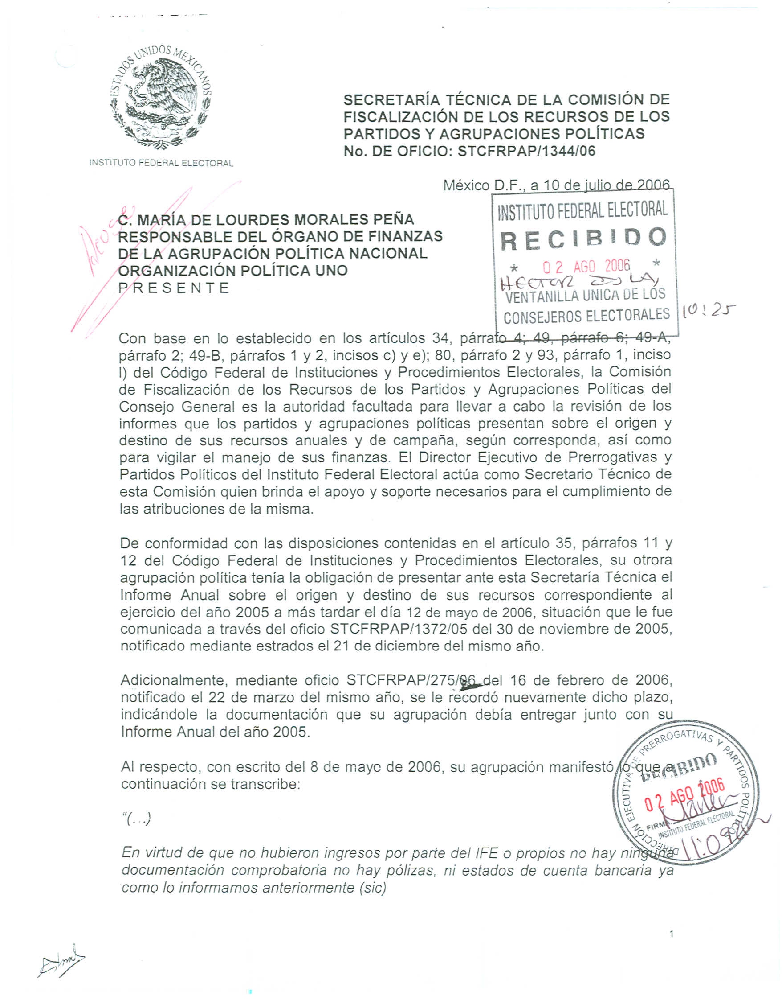 ESTADOS UNIDOS MEXICANOS
INSTITUTO FEDERAL ELECTORAL
SECRETARÍA TÉCNICA DE LA COMISIÓN DE
FISCALIZACIÓN DE LOS RECURSOS DE LOS
PARTIDOS Y AGRUPACIONES POLÍTICAS
No. DE OFICIO: STCFRPAP/1344/06
México D.F., a 10 de julio de 2006
INSTITUTO FEDERAL ELECTORAL
RECIBIDO
* 02 AGO 2006 *
HECTOR
VENTANILLA UNICA DE LOS
CONSEJEROS ELECTORALES
10:25
C. MARÍA DE LOURDES MORALES PEÑA
RESPONSABLE DEL ÓRGANO DE FINANZAS
DE LA AGRUPACIÓN POLÍTICA NACIONAL
ORGANIZACIÓN POLÍTICA UNO
P R E S E N T E
Con base en lo establecido en los artículos 34, párrafo 4; 49, párrafo 6; 49-A,
párrafo 2; 49-B, párrafos 1 y 2, incisos c) y e); 80, párrafo 2 y 93, párrafo 1, inciso
l) del Código Federal de Instituciones y Procedimientos Electorales, la Comisión
de Fiscalización de los Recursos de los Partidos y Agrupaciones Políticas del
Consejo General es la autoridad facultada para llevar a cabo la revisión de los
informes que los partidos y agrupaciones políticas presentan sobre el origen y
destino de sus recursos anuales y de campaña, según corresponda, así como
para vigilar el manejo de sus finanzas. El Director Ejecutivo de Prerrogativas y
Partidos Políticos del Instituto Federal Electoral actúa como Secretario Técnico de
esta Comisión quien brinda el apoyo y soporte necesarios para el cumplimiento de
las atribuciones de la misma.
De conformidad con las disposiciones contenidas en el artículo 35, párrafos 11 y
12 del Código Federal de Instituciones y Procedimientos Electorales, su otrora
agrupación política tenía la obligación de presentar ante esta Secretaría Técnica el
Informe Anual sobre el origen y destino de sus recursos correspondiente al
ejercicio del año 2005 a más tardar el día 12 de mayo de 2006, situación que le fue
comunicada a través del oficio STCFRPAP/1372/05 del 30 de noviembre de 2005,
notificado mediante estrados el 21 de diciembre del mismo año.
Adicionalmente, mediante oficio STCFRPAP/275/06 del 16 de febrero de 2006,
notificado el 22 de marzo del mismo año, se le recordó nuevamente dicho plazo,
indicándole la documentación que su agrupación debía entregar junto con su
Informe Anual del año 2005.
Al respecto, con escrito del 8 de mayo de 2006, su agrupación manifestó lo que a
continuación se transcribe:
"(...)
En virtud de que no hubieron ingresos por parte del IFE o propios no hay ninguna
documentación comprobatoria no hay pólizas, ni estados de cuenta bancaria ya
como lo informamos anteriormente (sic)
DIRECCIÓN EJECUTIVA DE PRERROGATIVAS Y PARTIDOS POLÍTICOS
RECIBIDO
02 AGO 2006
FIRMA
INSTITUTO FEDERAL ELECTORAL
1